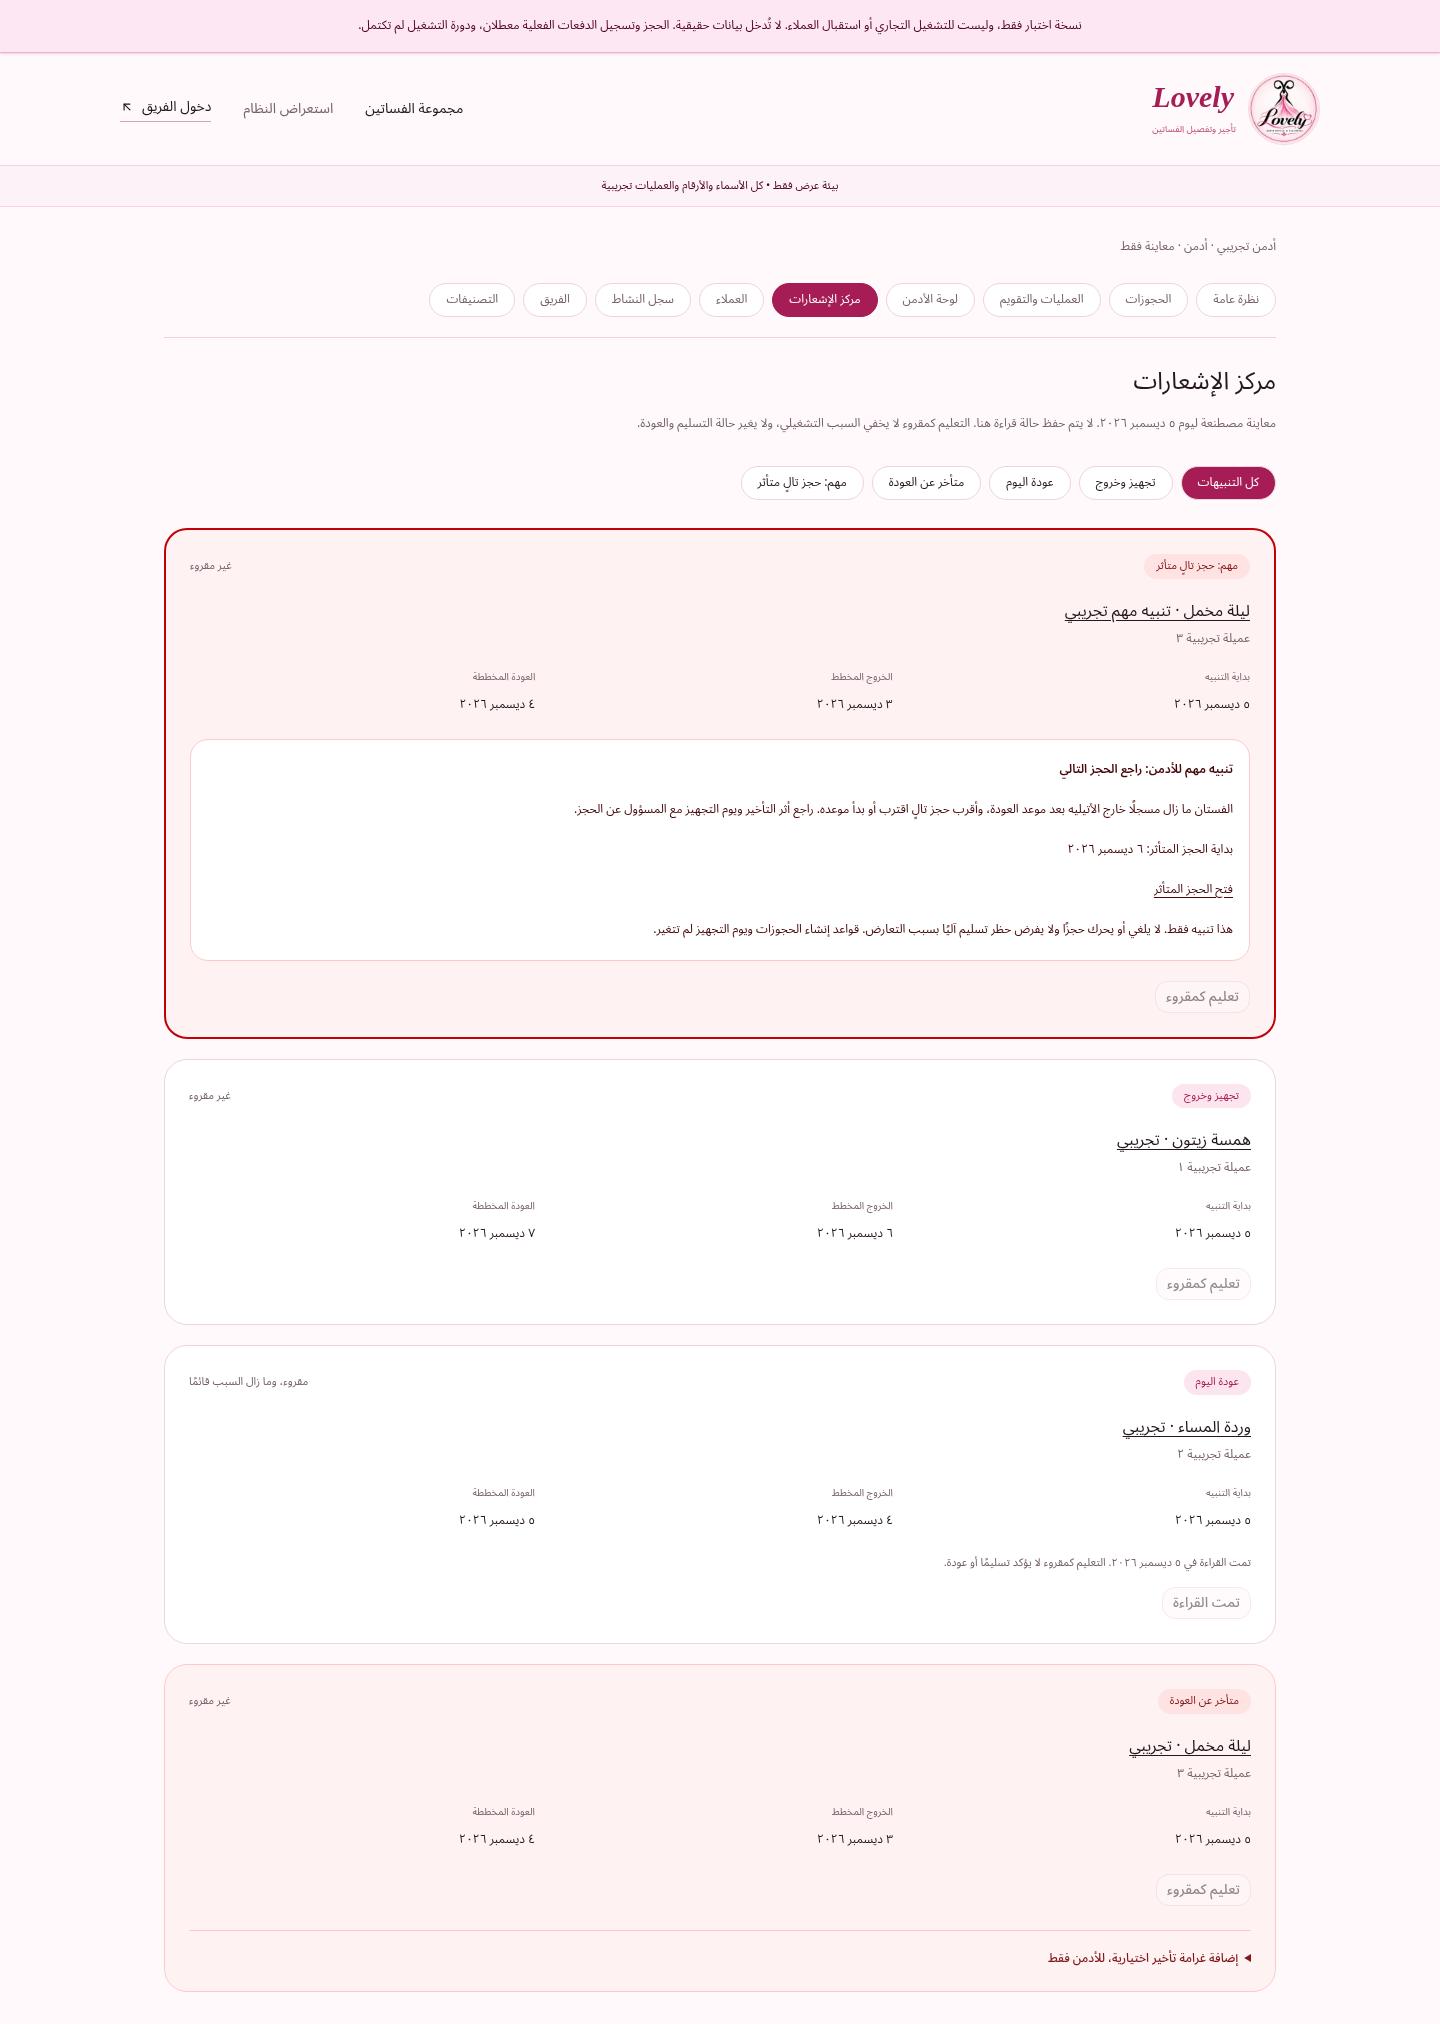 نسخة اختبار فقط، وليست للتشغيل التجاري أو استقبال العملاء. لا تُدخل بيانات حقيقية. الحجز وتسجيل الدفعات الفعلية معطلان، ودورة التشغيل لم تكتمل.
Lovely
تأجير وتفصيل الفساتين
Lovely
مجموعة الفساتين
استعراض النظام
دخول الفريق
بيئة عرض فقط • كل الأسماء والأرقام والعمليات تجريبية
أدمن تجريبي · أدمن · معاينة فقط
نظرة عامة
الحجوزات
العمليات والتقويم
لوحة الأدمن
مركز الإشعارات
العملاء
سجل النشاط
الفريق
التصنيفات
مركز الإشعارات
معاينة مصطنعة ليوم ٥ ديسمبر ٢٠٢٦. لا يتم حفظ حالة قراءة هنا. التعليم كمقروء لا يخفي السبب التشغيلي، ولا يغير حالة التسليم والعودة.
كل التنبيهات
تجهيز وخروج
عودة اليوم
متأخر عن العودة
مهم: حجز تالٍ متأثر
مهم: حجز تالٍ متأثر
غير مقروء
ليلة مخمل · تنبيه مهم تجريبي
عميلة تجريبية ٣
بداية التنبيه
الخروج المخطط
العودة المخططة
٥ ديسمبر ٢٠٢٦
٣ ديسمبر ٢٠٢٦
٤ ديسمبر ٢٠٢٦
تنبيه مهم للأدمن: راجع الحجز التالي
الفستان ما زال مسجلًا خارج الأتيليه بعد موعد العودة، وأقرب حجز تالٍ اقترب أو بدأ موعده. راجع أثر التأخير ويوم التجهيز مع المسؤول عن الحجز.
بداية الحجز المتأثر: ٦ ديسمبر ٢٠٢٦
فتح الحجز المتأثر
هذا تنبيه فقط. لا يلغي أو يحرك حجزًا ولا يفرض حظر تسليم آليًا بسبب التعارض. قواعد إنشاء الحجوزات ويوم التجهيز لم تتغير.
تعليم كمقروء
تجهيز وخروج
غير مقروء
همسة زيتون · تجريبي
عميلة تجريبية ١
بداية التنبيه
الخروج المخطط
العودة المخططة
٥ ديسمبر ٢٠٢٦
٦ ديسمبر ٢٠٢٦
٧ ديسمبر ٢٠٢٦
تعليم كمقروء
عودة اليوم
مقروء، وما زال السبب قائمًا
وردة المساء · تجريبي
عميلة تجريبية ٢
بداية التنبيه
الخروج المخطط
العودة المخططة
٥ ديسمبر ٢٠٢٦
٤ ديسمبر ٢٠٢٦
٥ ديسمبر ٢٠٢٦
تمت القراءة في ٥ ديسمبر ٢٠٢٦. التعليم كمقروء لا يؤكد تسليمًا أو عودة.
تمت القراءة
متأخر عن العودة
غير مقروء
ليلة مخمل · تجريبي
عميلة تجريبية ٣
بداية التنبيه
الخروج المخطط
العودة المخططة
٥ ديسمبر ٢٠٢٦
٣ ديسمبر ٢٠٢٦
٤ ديسمبر ٢٠٢٦
تعليم كمقروء
إضافة غرامة تأخير اختيارية، للأدمن فقط